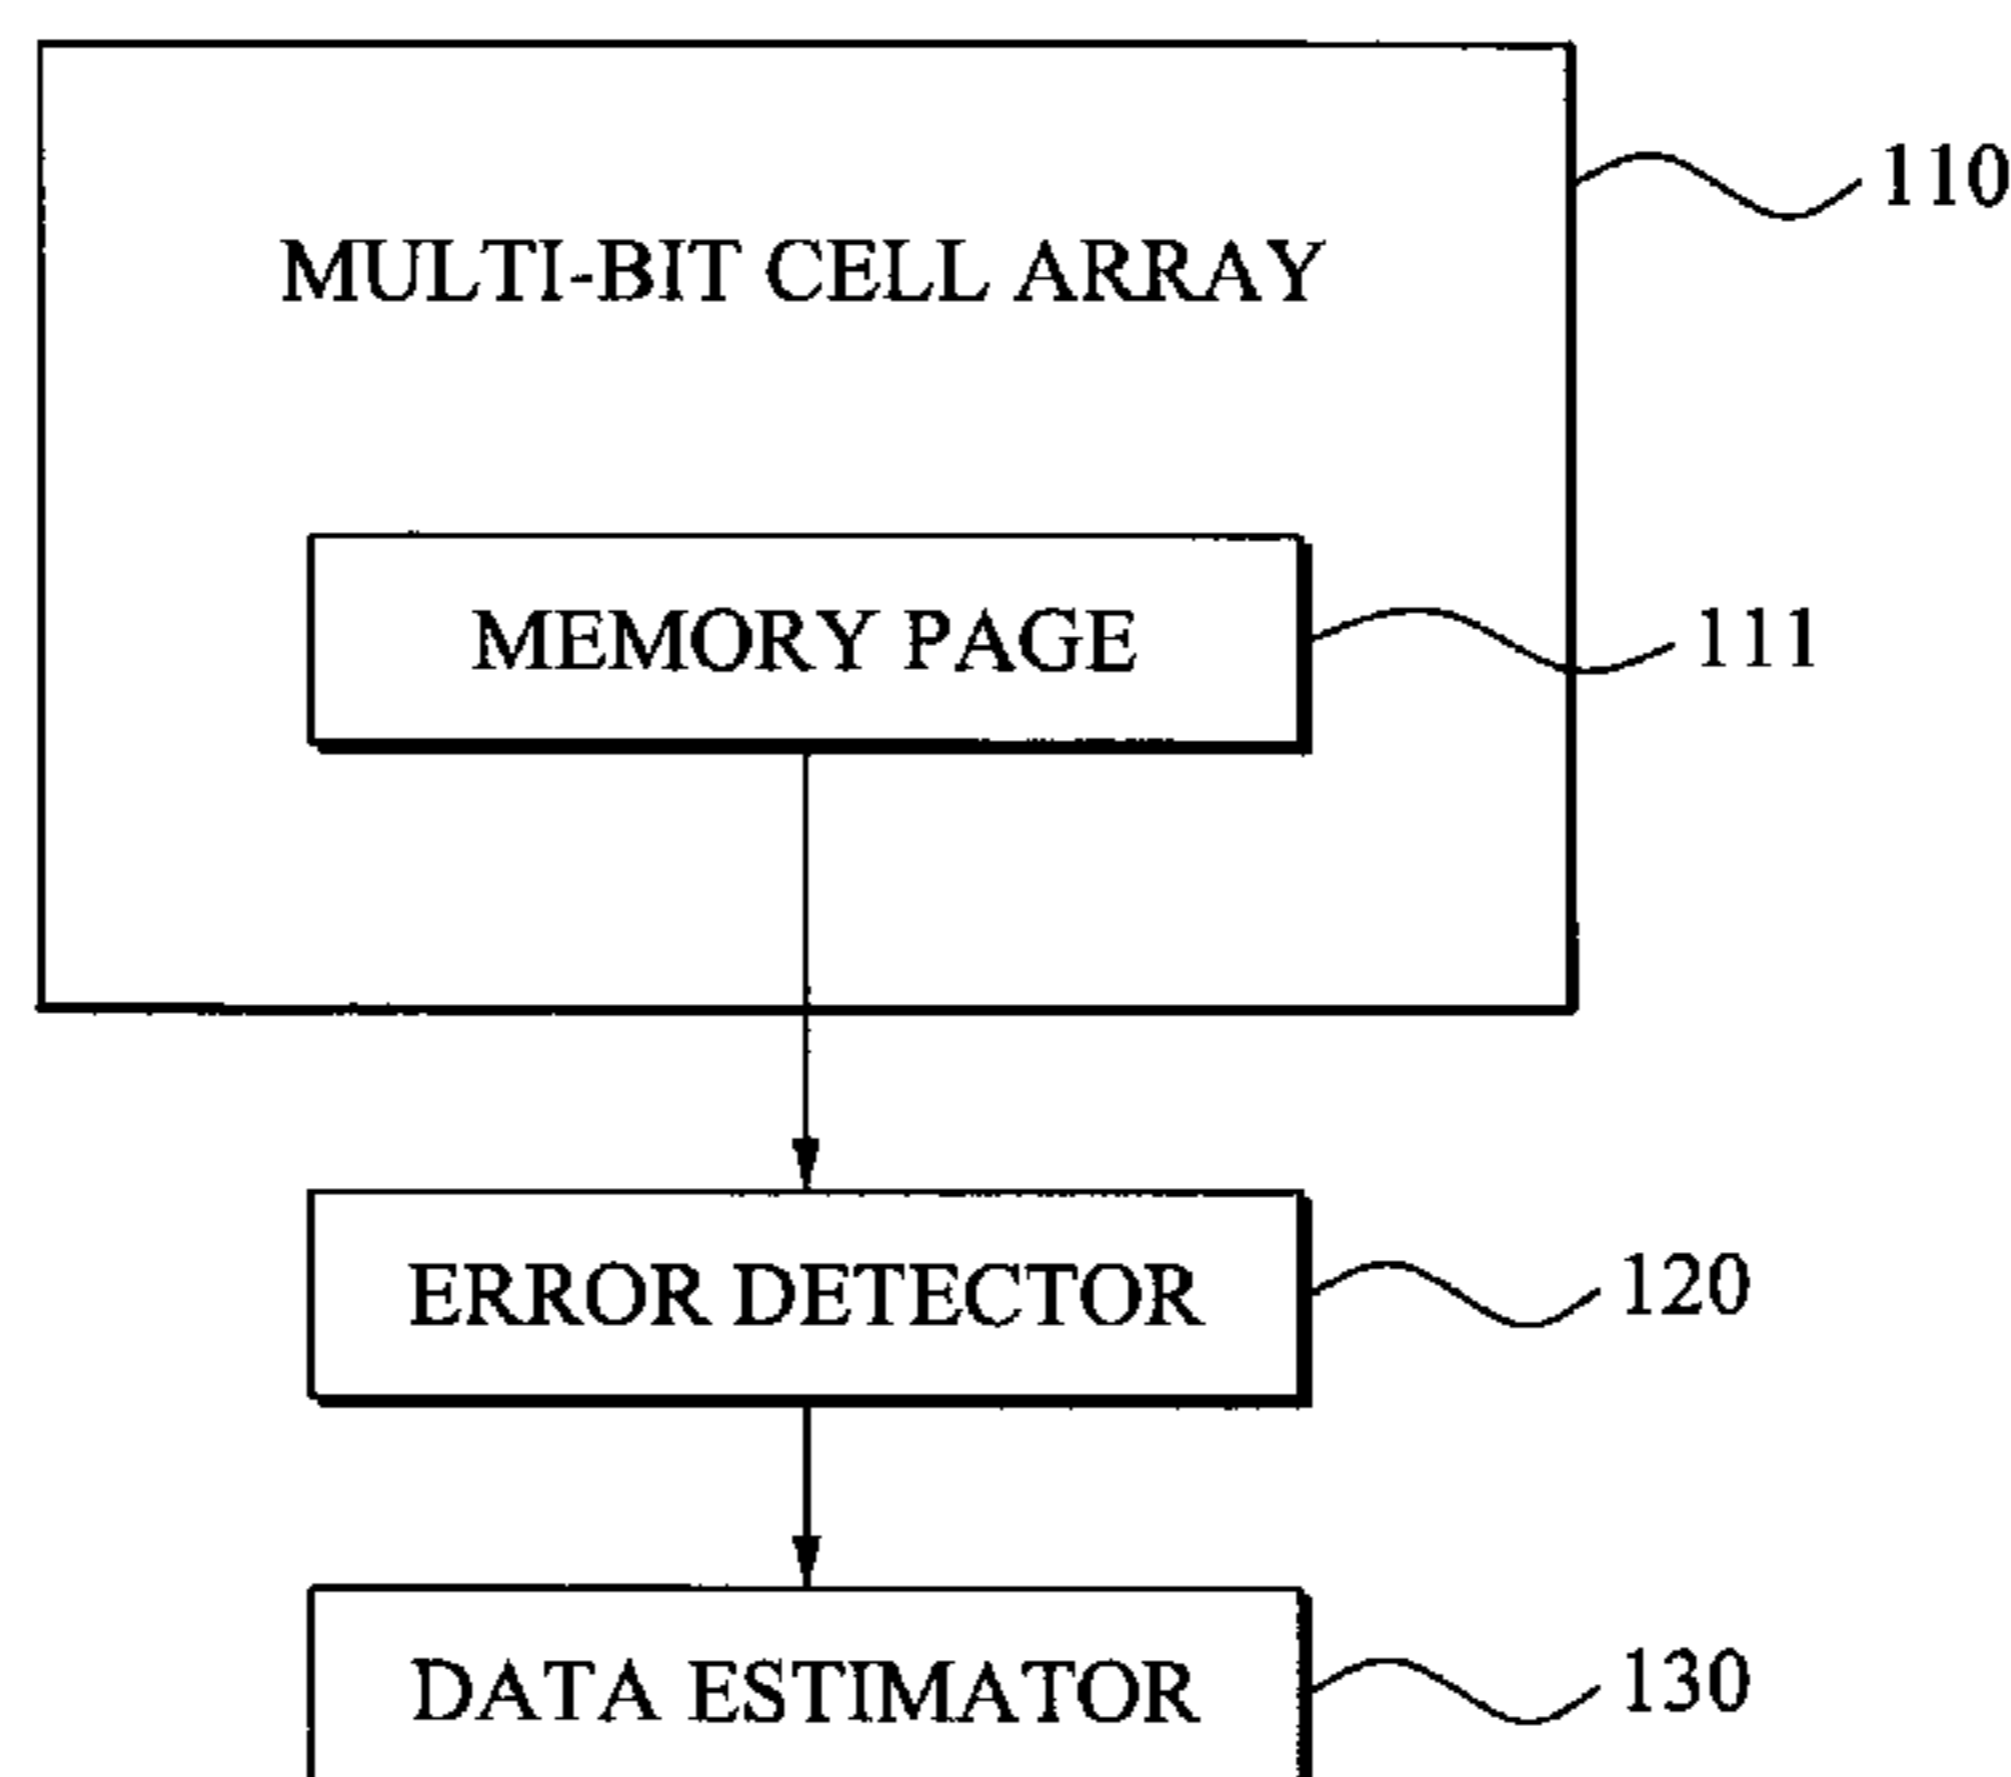 110
MULTI-BIT CELL ARRAY
MEMORY PAGE
111
ERROR DETECTOR
120
DATA ESTIMATOR
130